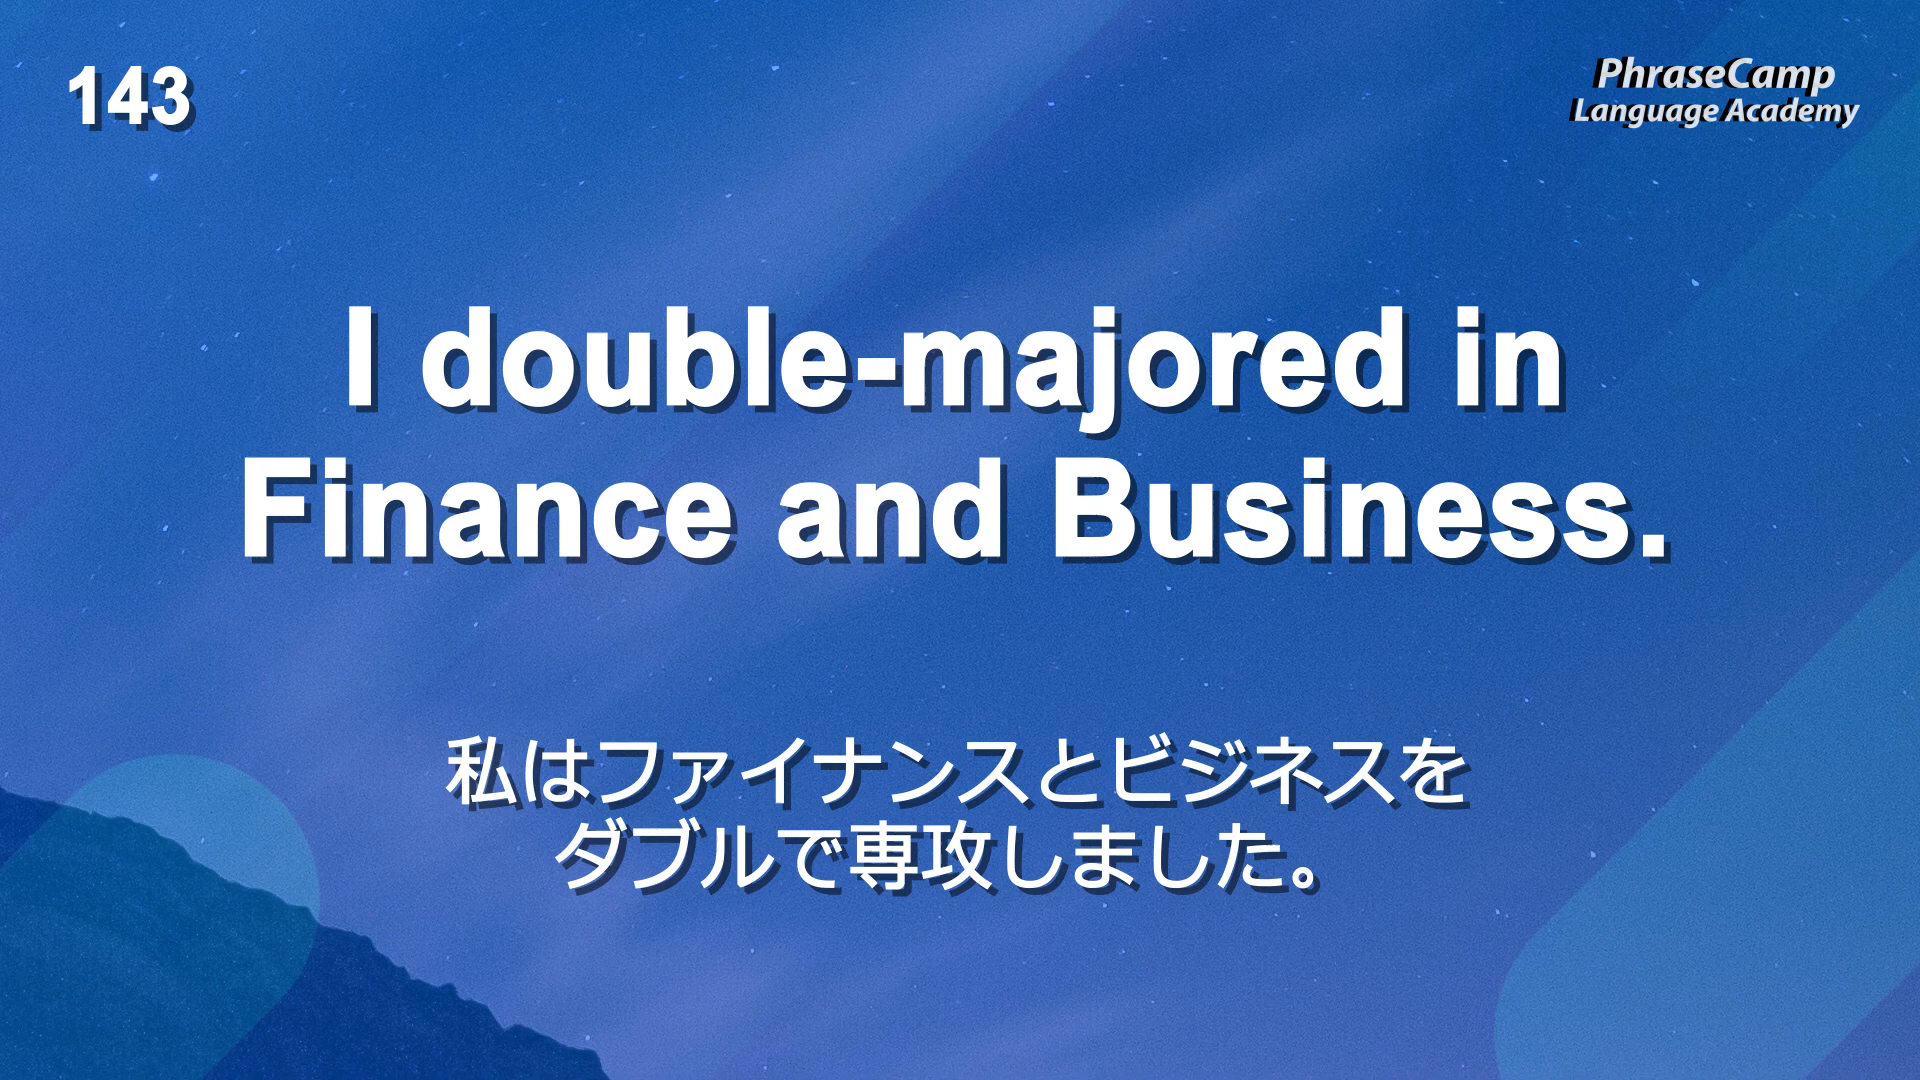 143
PhraseCamp
Language Academy
I double-majored in
Finance and Business.
私はファイナンスとビジネスを
ダブルで専攻しました。